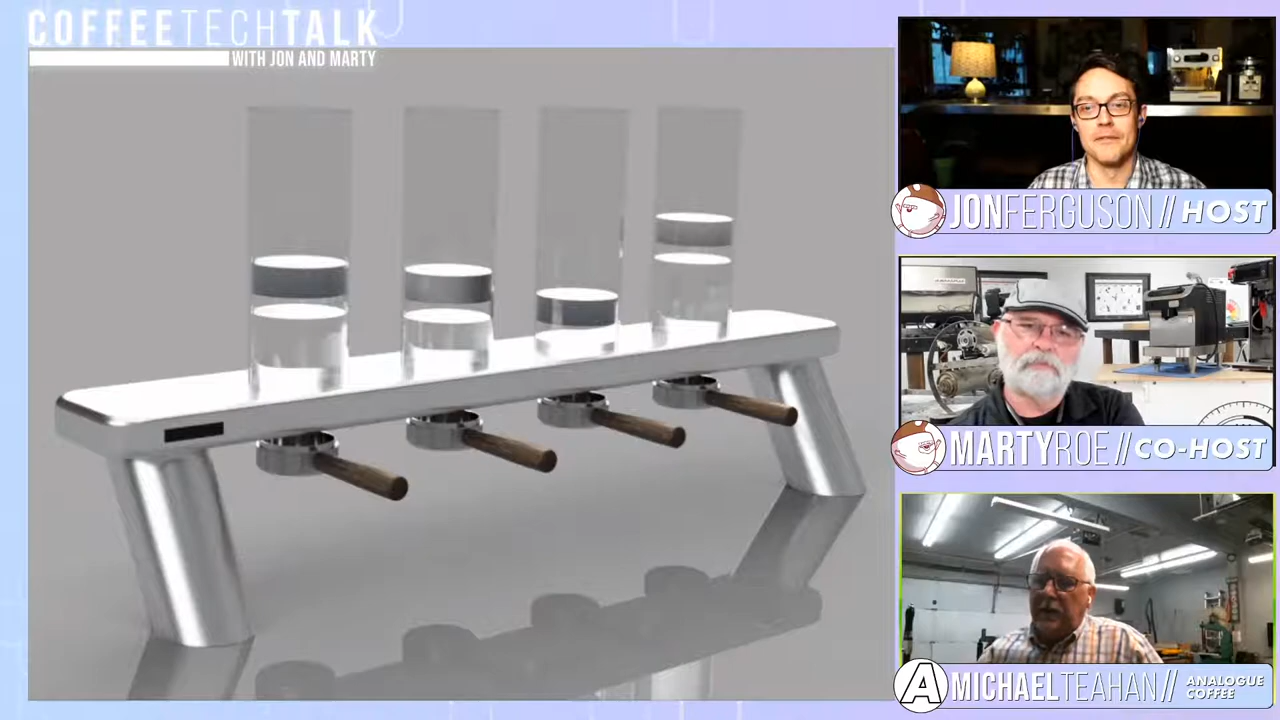 COFFEETECHTALK
WITH JON AND MARTY
JONFERGUSON // HOST
MARTYROE // CO-HOST
A MICHAELTEAHAN // ANALOGUE
COFFEE